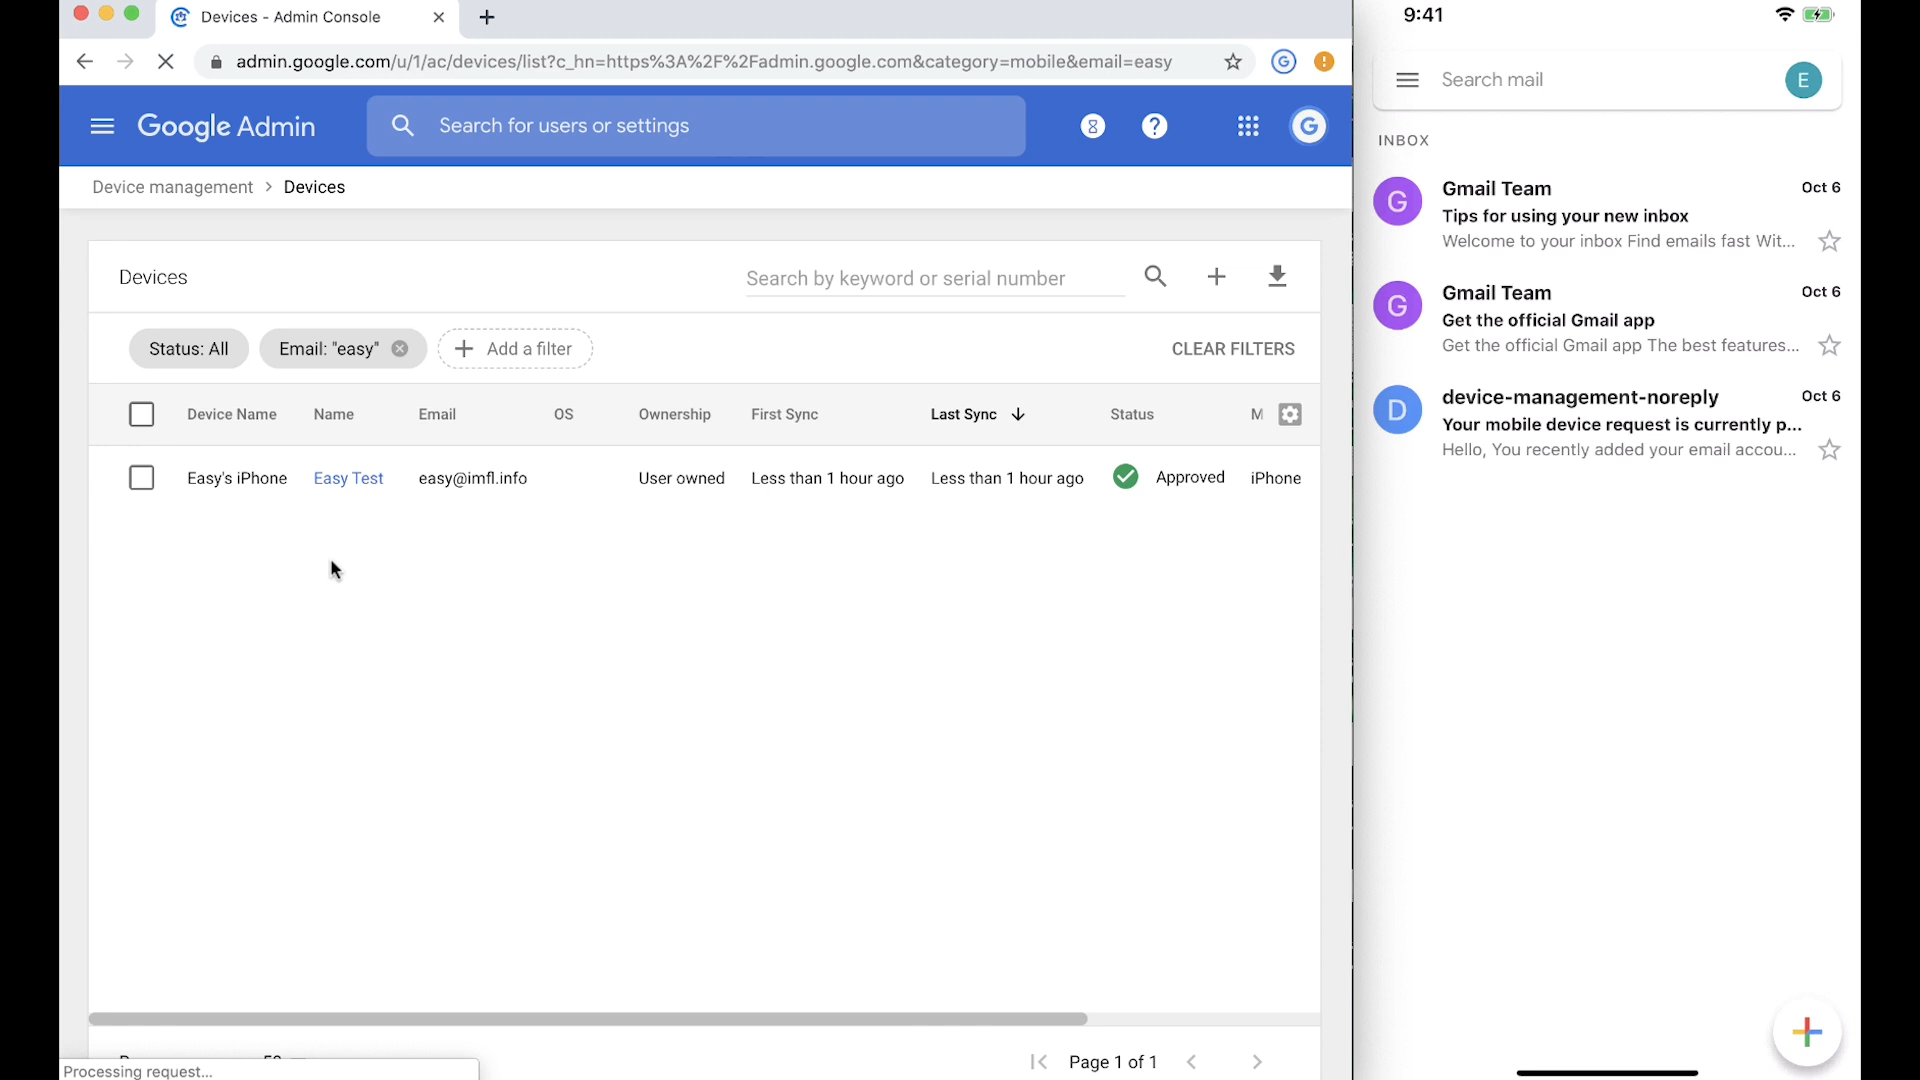 Devices - Admin Console
admin.google.com/u/1/ac/devices/list?c_hn=https%3A%2F%2Fadmin.google.com&category=mobile&email=easy
Google Admin
Search for users or settings
G
Device management > Devices
Devices
Search by keyword or serial number
Status: All
Email: "easy"
Add a filter
CLEAR FILTERS
Device Name Name Email OS Ownership First Sync Last Sync Status M
Easy's iPhone Easy Test easy@imfl.info User owned Less than 1 hour ago Less than 1 hour ago Approved iPhone
Page 1 of 1
Processing request...
9:41
Search mail
E
INBOX
G
Gmail Team Oct 6
Tips for using your new inbox
Welcome to your inbox Find emails fast Wit...
G
Gmail Team Oct 6
Get the official Gmail app
Get the official Gmail app The best features...
D
device-management-noreply Oct 6
Your mobile device request is currently p...
Hello, You recently added your email accou...